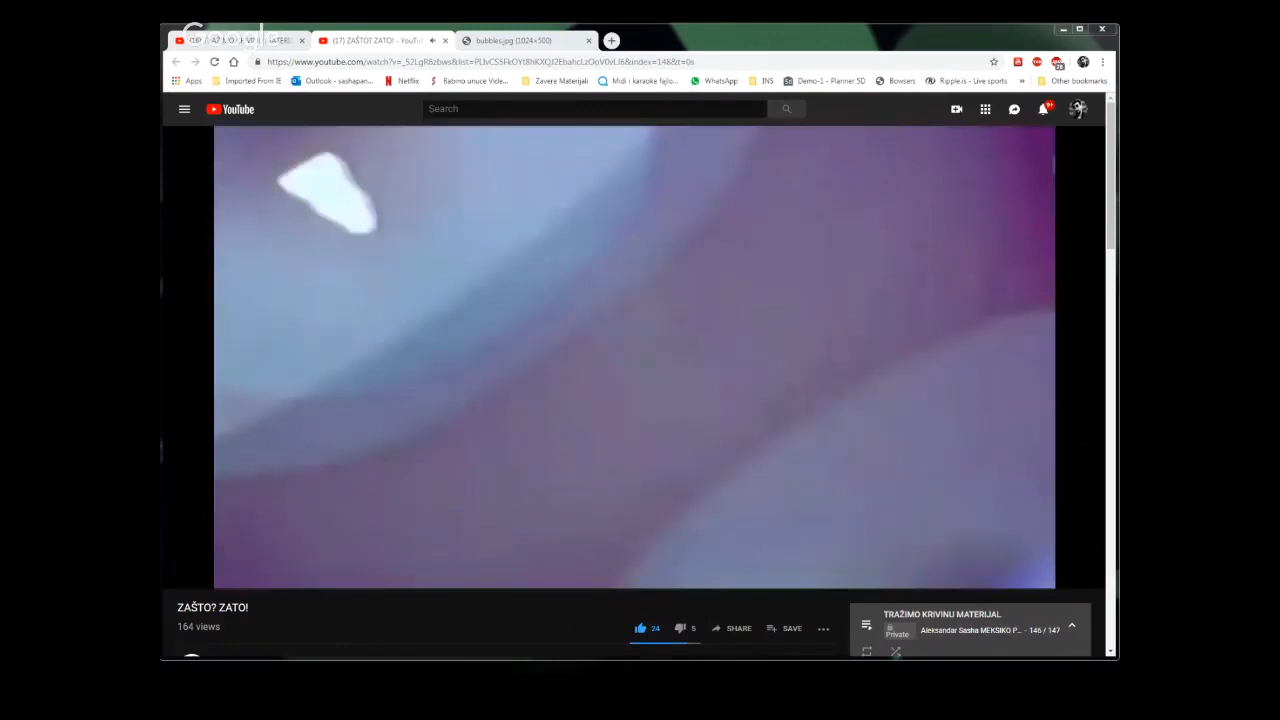 Google
(17) ZAŠTO? ZATO! - YouTu
bubbles.jpg (1024×500)
https://www.youtube.com/watch?v=_52LgR6zbws&list=PLlvCS5FkOYt8hKXQJ2EbahcLzOoV0vLJ6&index=148&t=0s
Apps Imported From IE Outlook - sashapan... Netflix Babino unuce Vide... Zavere Materijali Midi i karaoke fajlo... WhatsApp INS Demo-1 - Planner 5D Bowsers Ripple.is - Live sports » Other bookmarks
YouTube Search 9+
ZAŠTO? ZATO!
164 views
24 5 SHARE SAVE
TRAŽIMO KRIVINU MATERIJAL
Private Aleksandar Sasha MEKSIKO P... - 146 / 147